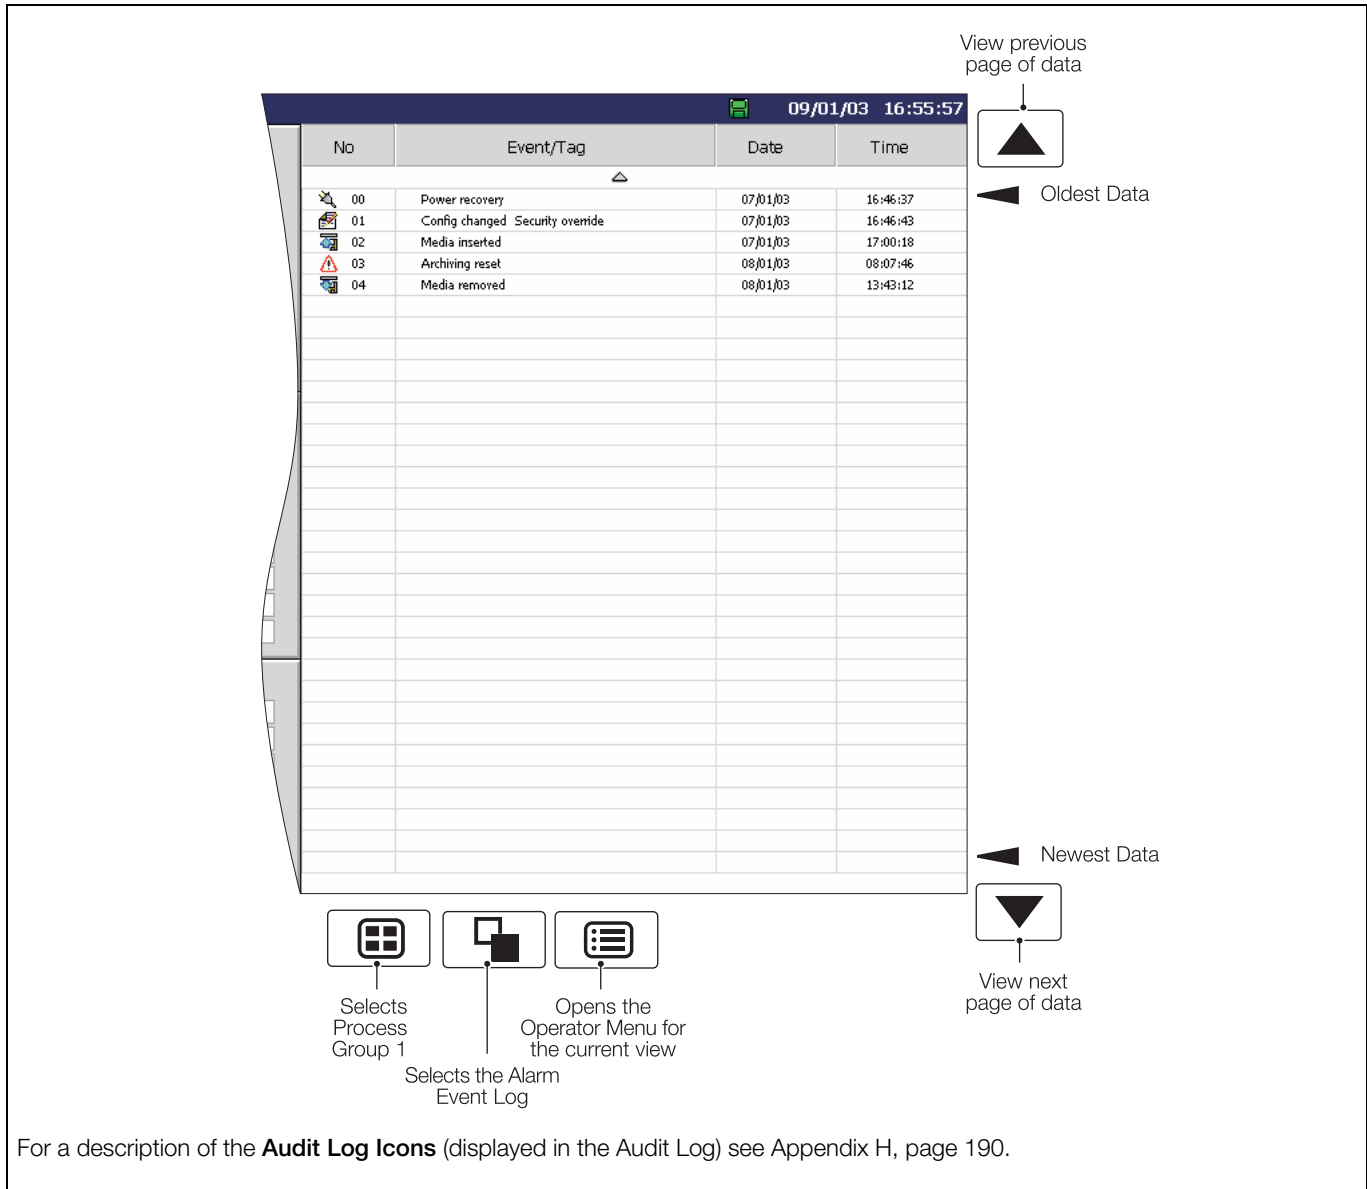 View previous
page of data
09/01/03 16:55:57
No Event/Tag Date Time
Oldest Data
00 Power recovery 07/01/03 16:46:37
01 Config changed Security override 07/01/03 16:46:43
02 Media inserted 07/01/03 17:00:18
03 Archiving reset 08/01/03 08:07:46
04 Media removed 08/01/03 13:43:12
Newest Data
View next
page of data
Selects
Process
Group 1
Selects the Alarm
Event Log
Opens the
Operator Menu for
the current view
For a description of the Audit Log Icons (displayed in the Audit Log) see Appendix H, page 190.